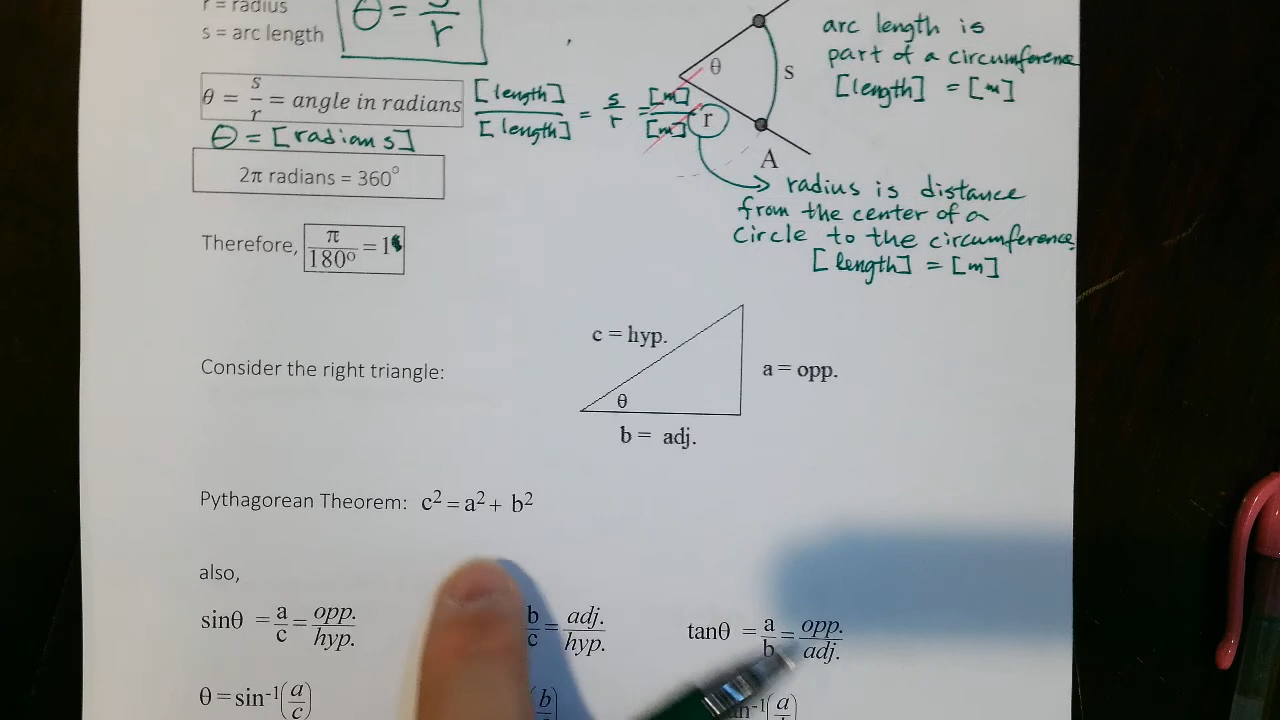 r = radius
s = arc length
θ = s/r
θ = s/r = angle in radians
[length]/[length] = s/r = [m]/[m]
θ = [radians]
2π radians = 360°
Therefore, π/180° = 1
θ
s
r
A
arc length is
part of a circumference
[length] = [m]
radius is distance
from the center of a
circle to the circumference
[length] = [m]
Consider the right triangle:
c = hyp.
a = opp.
θ
b = adj.
Pythagorean Theorem: c² = a² + b²
also,
sinθ = a/c = opp./hyp.
b/c = adj./hyp.
tanθ = a/b = opp./adj.
θ = sin⁻¹(a/c)